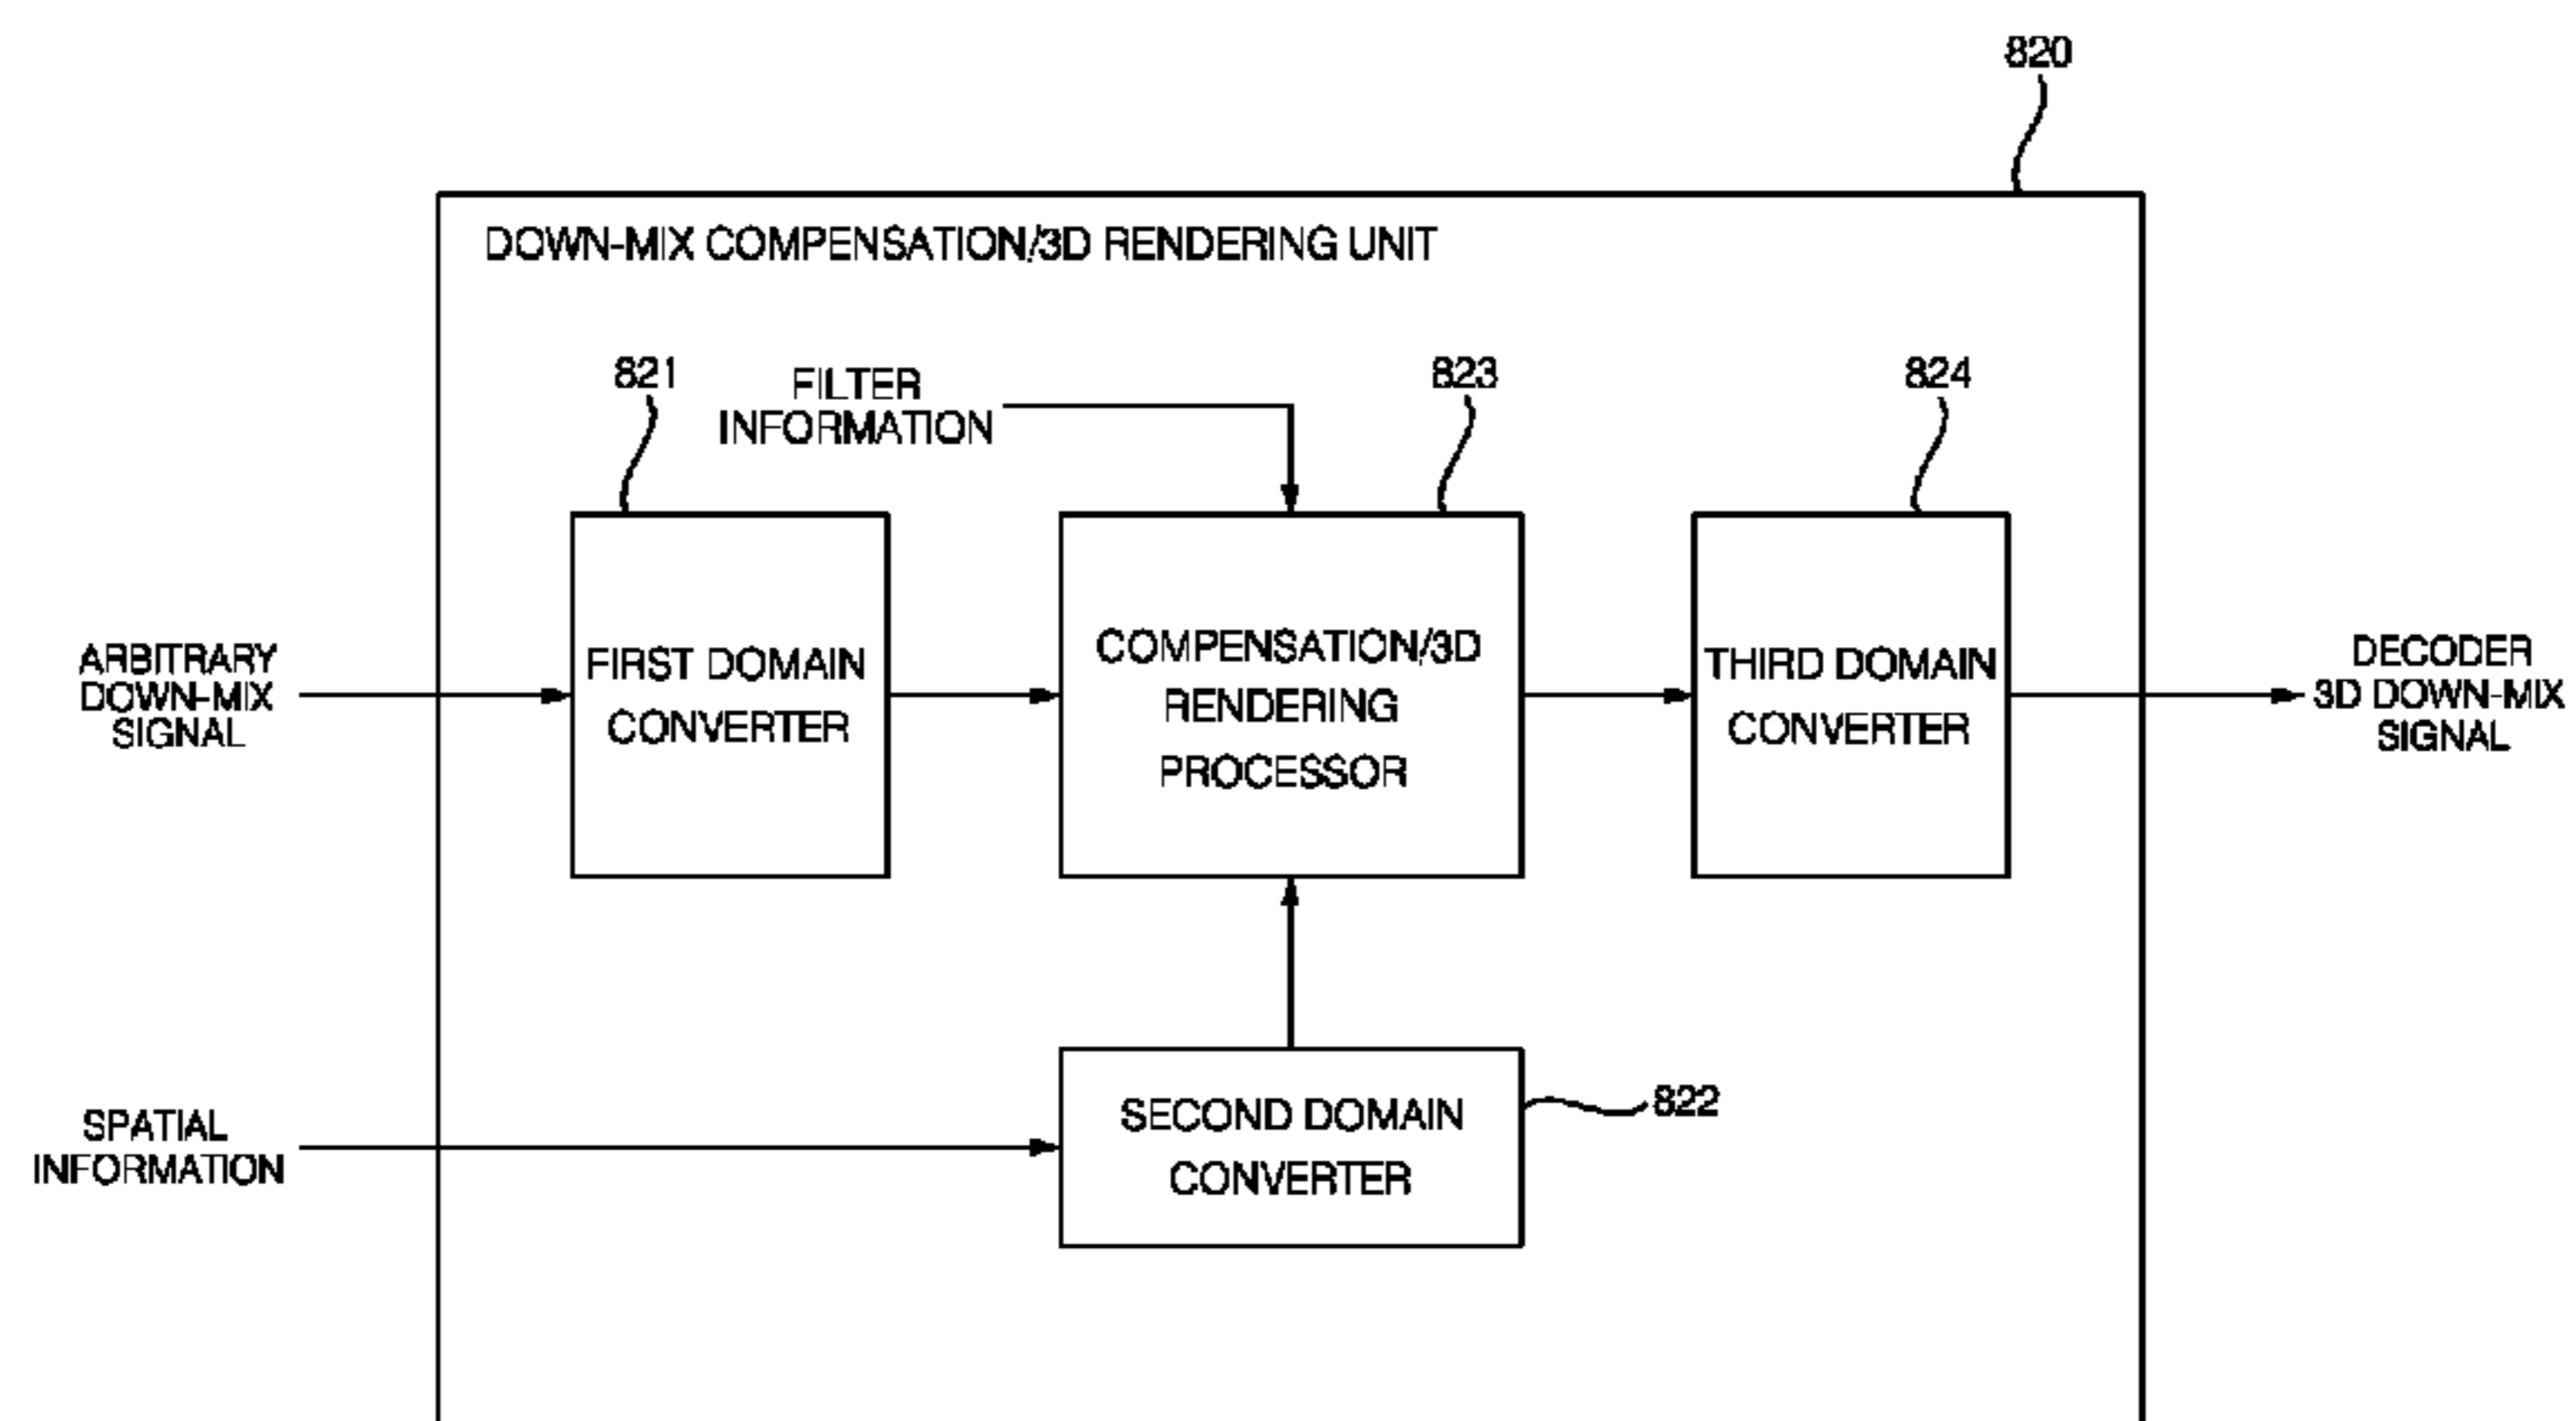 820
DOWN-MIX COMPENSATION/3D RENDERING UNIT
821
FILTER
INFORMATION
823
824
ARBITRARY
DOWN-MIX
SIGNAL
FIRST DOMAIN
CONVERTER
COMPENSATION/3D
RENDERING
PROCESSOR
THIRD DOMAIN
CONVERTER
DECODER
3D DOWN-MIX
SIGNAL
SPATIAL
INFORMATION
SECOND DOMAIN
CONVERTER
822